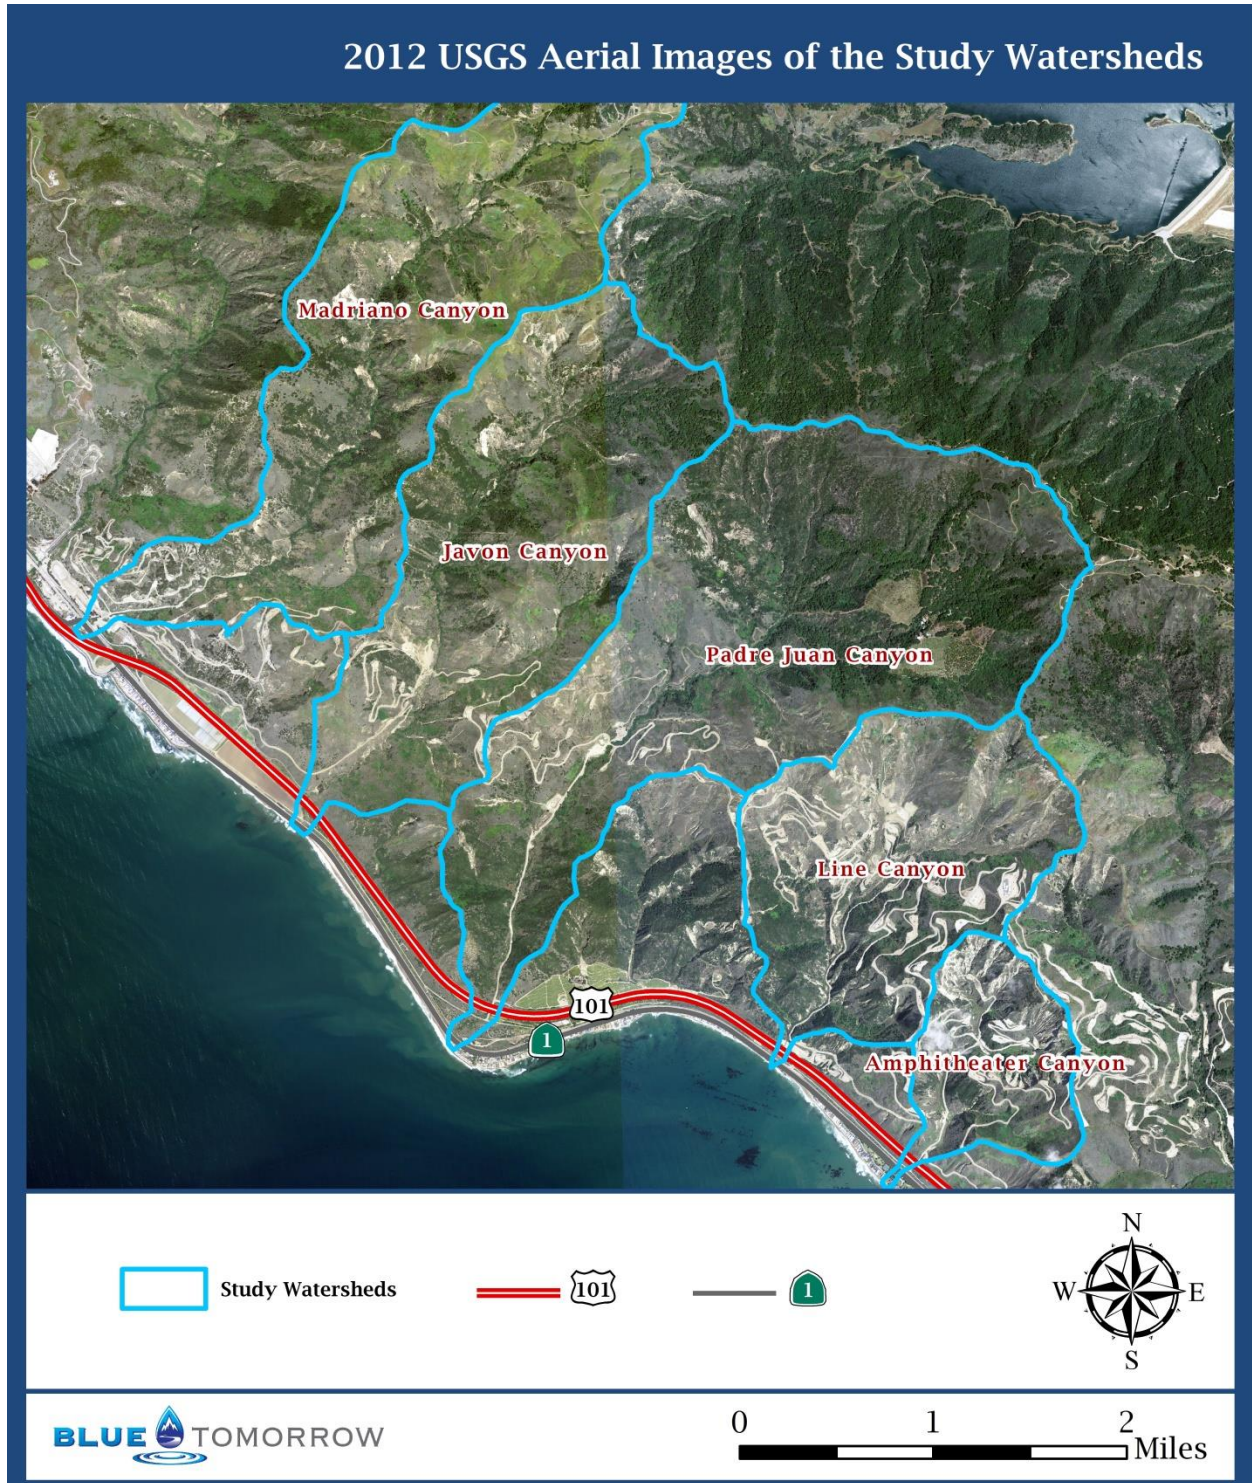 2012 USGS Aerial Images of the Study Watersheds
Madriano Canyon
Javon Canyon
Padre Juan Canyon
Line Canyon
101
1
Amphitheater Canyon
Study Watersheds
101
1
N
W
E
S
BLUE TOMORROW
0 1 2
Miles